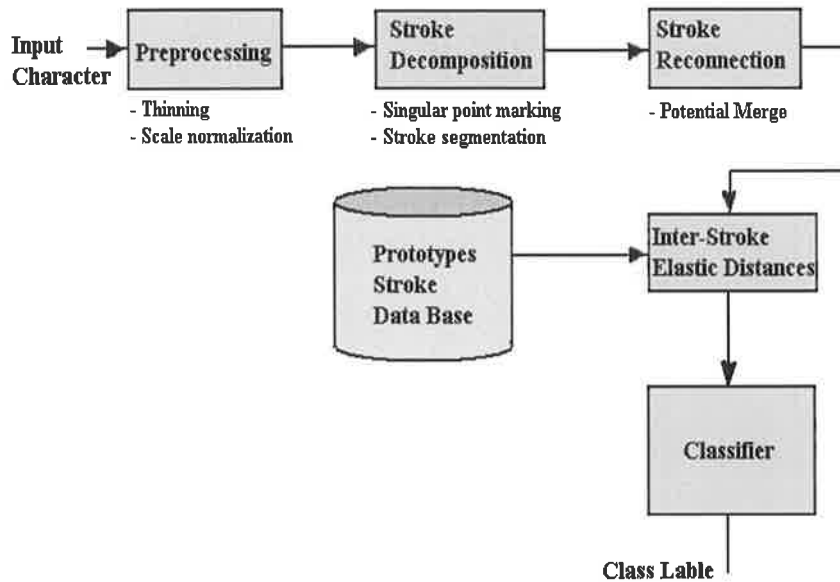 Input
Character
Preprocessing
Stroke
Decomposition
Stroke
Reconnection
- Thinning
- Scale normalization
- Singular point marking
- Stroke segmentation
- Potential Merge
Prototypes
Stroke
Data Base
Inter-Stroke
Elastic Distances
Classifier
Class Lable